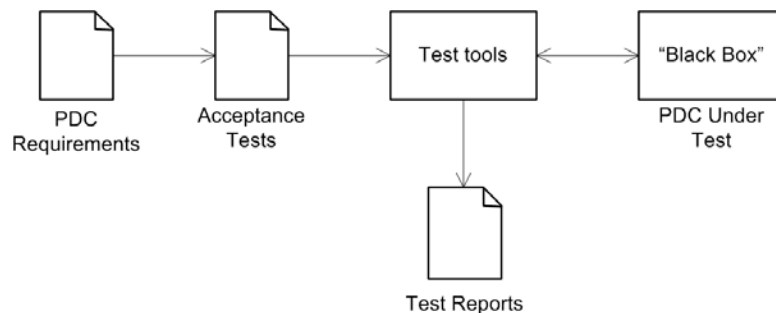 PDC
Requirements
Acceptance
Tests
Test tools
“Black Box”
PDC Under
Test
Test Reports